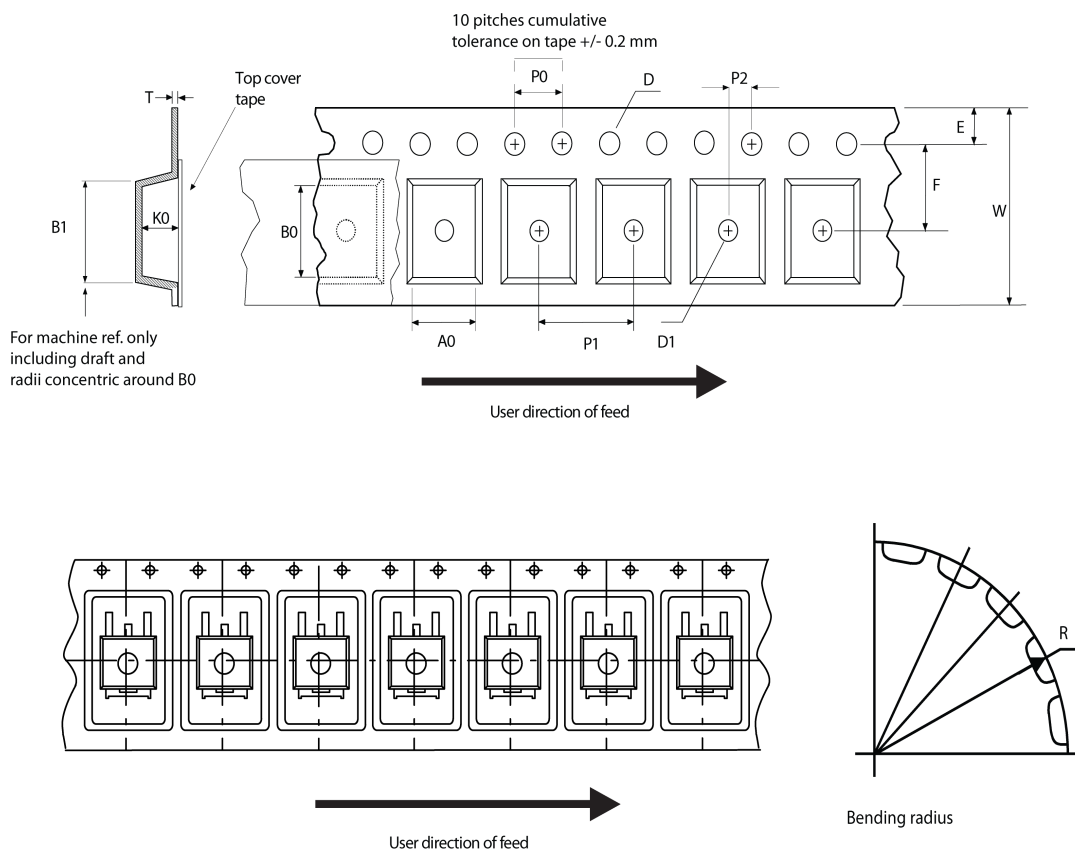 10 pitches cumulative
tolerance on tape +/- 0.2 mm
Top cover
tape
T
P0
D
P2
E
F
W
B1
K0
B0
For machine ref. only
including draft and
radii concentric around B0
A0
P1
D1
User direction of feed
R
Bending radius
User direction of feed